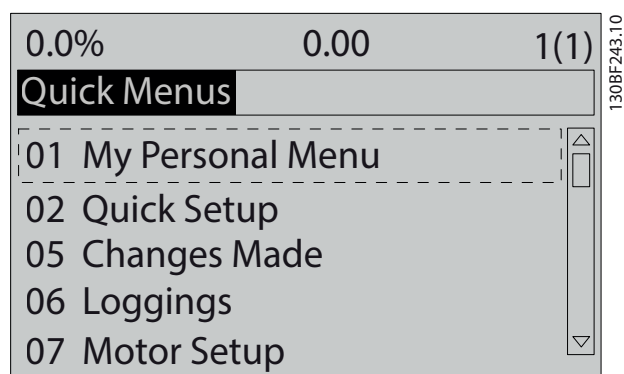 0.0% 0.00 1(1)
Quick Menus
01 My Personal Menu
02 Quick Setup
05 Changes Made
06 Loggings
07 Motor Setup
130BF243.10